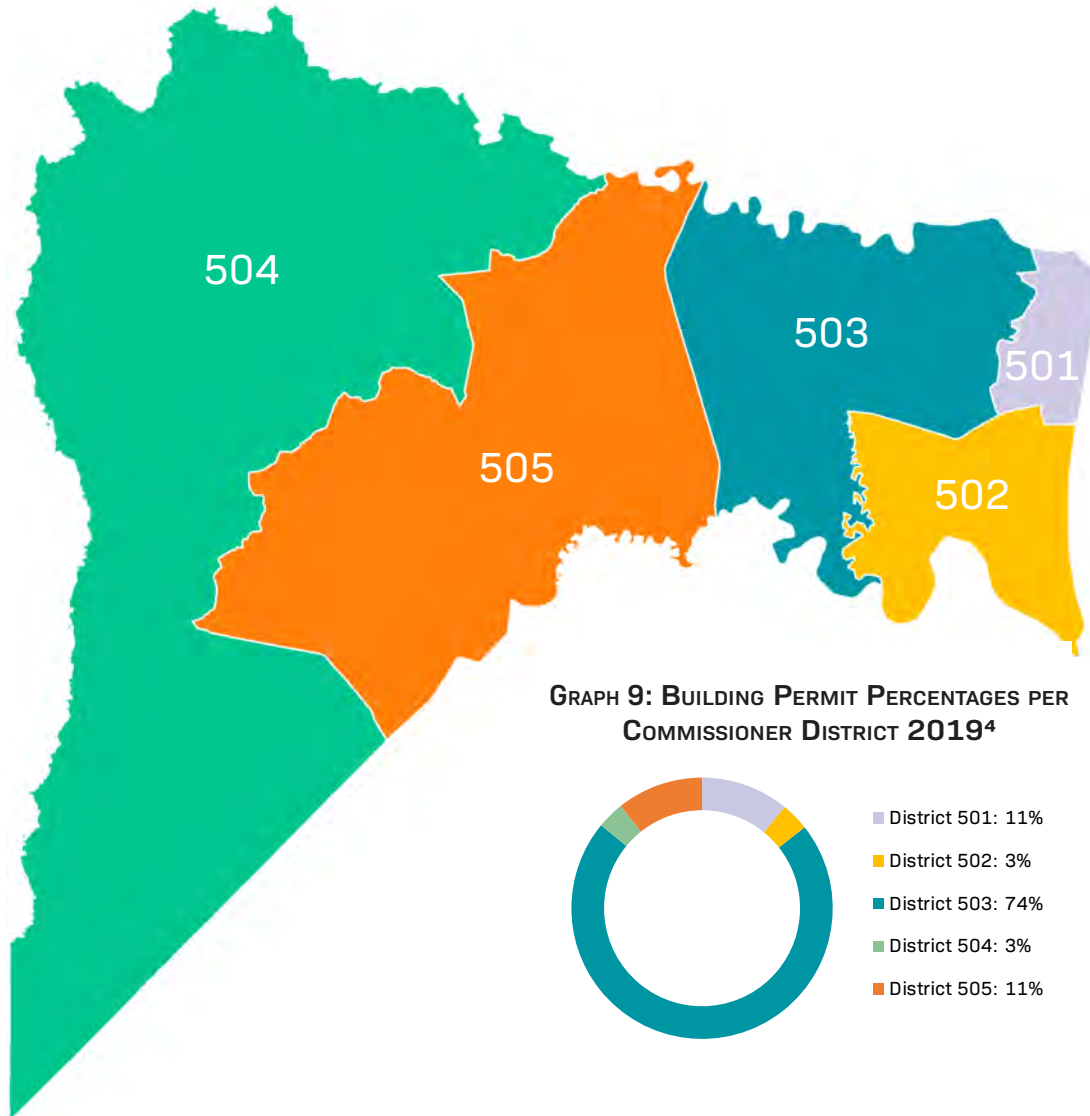 504
503
501
505
502
GRAPH 9: BUILDING PERMIT PERCENTAGES PER
COMMISSIONER DISTRICT 2019⁴
District 501: 11%
District 502: 3%
District 503: 74%
District 504: 3%
District 505: 11%